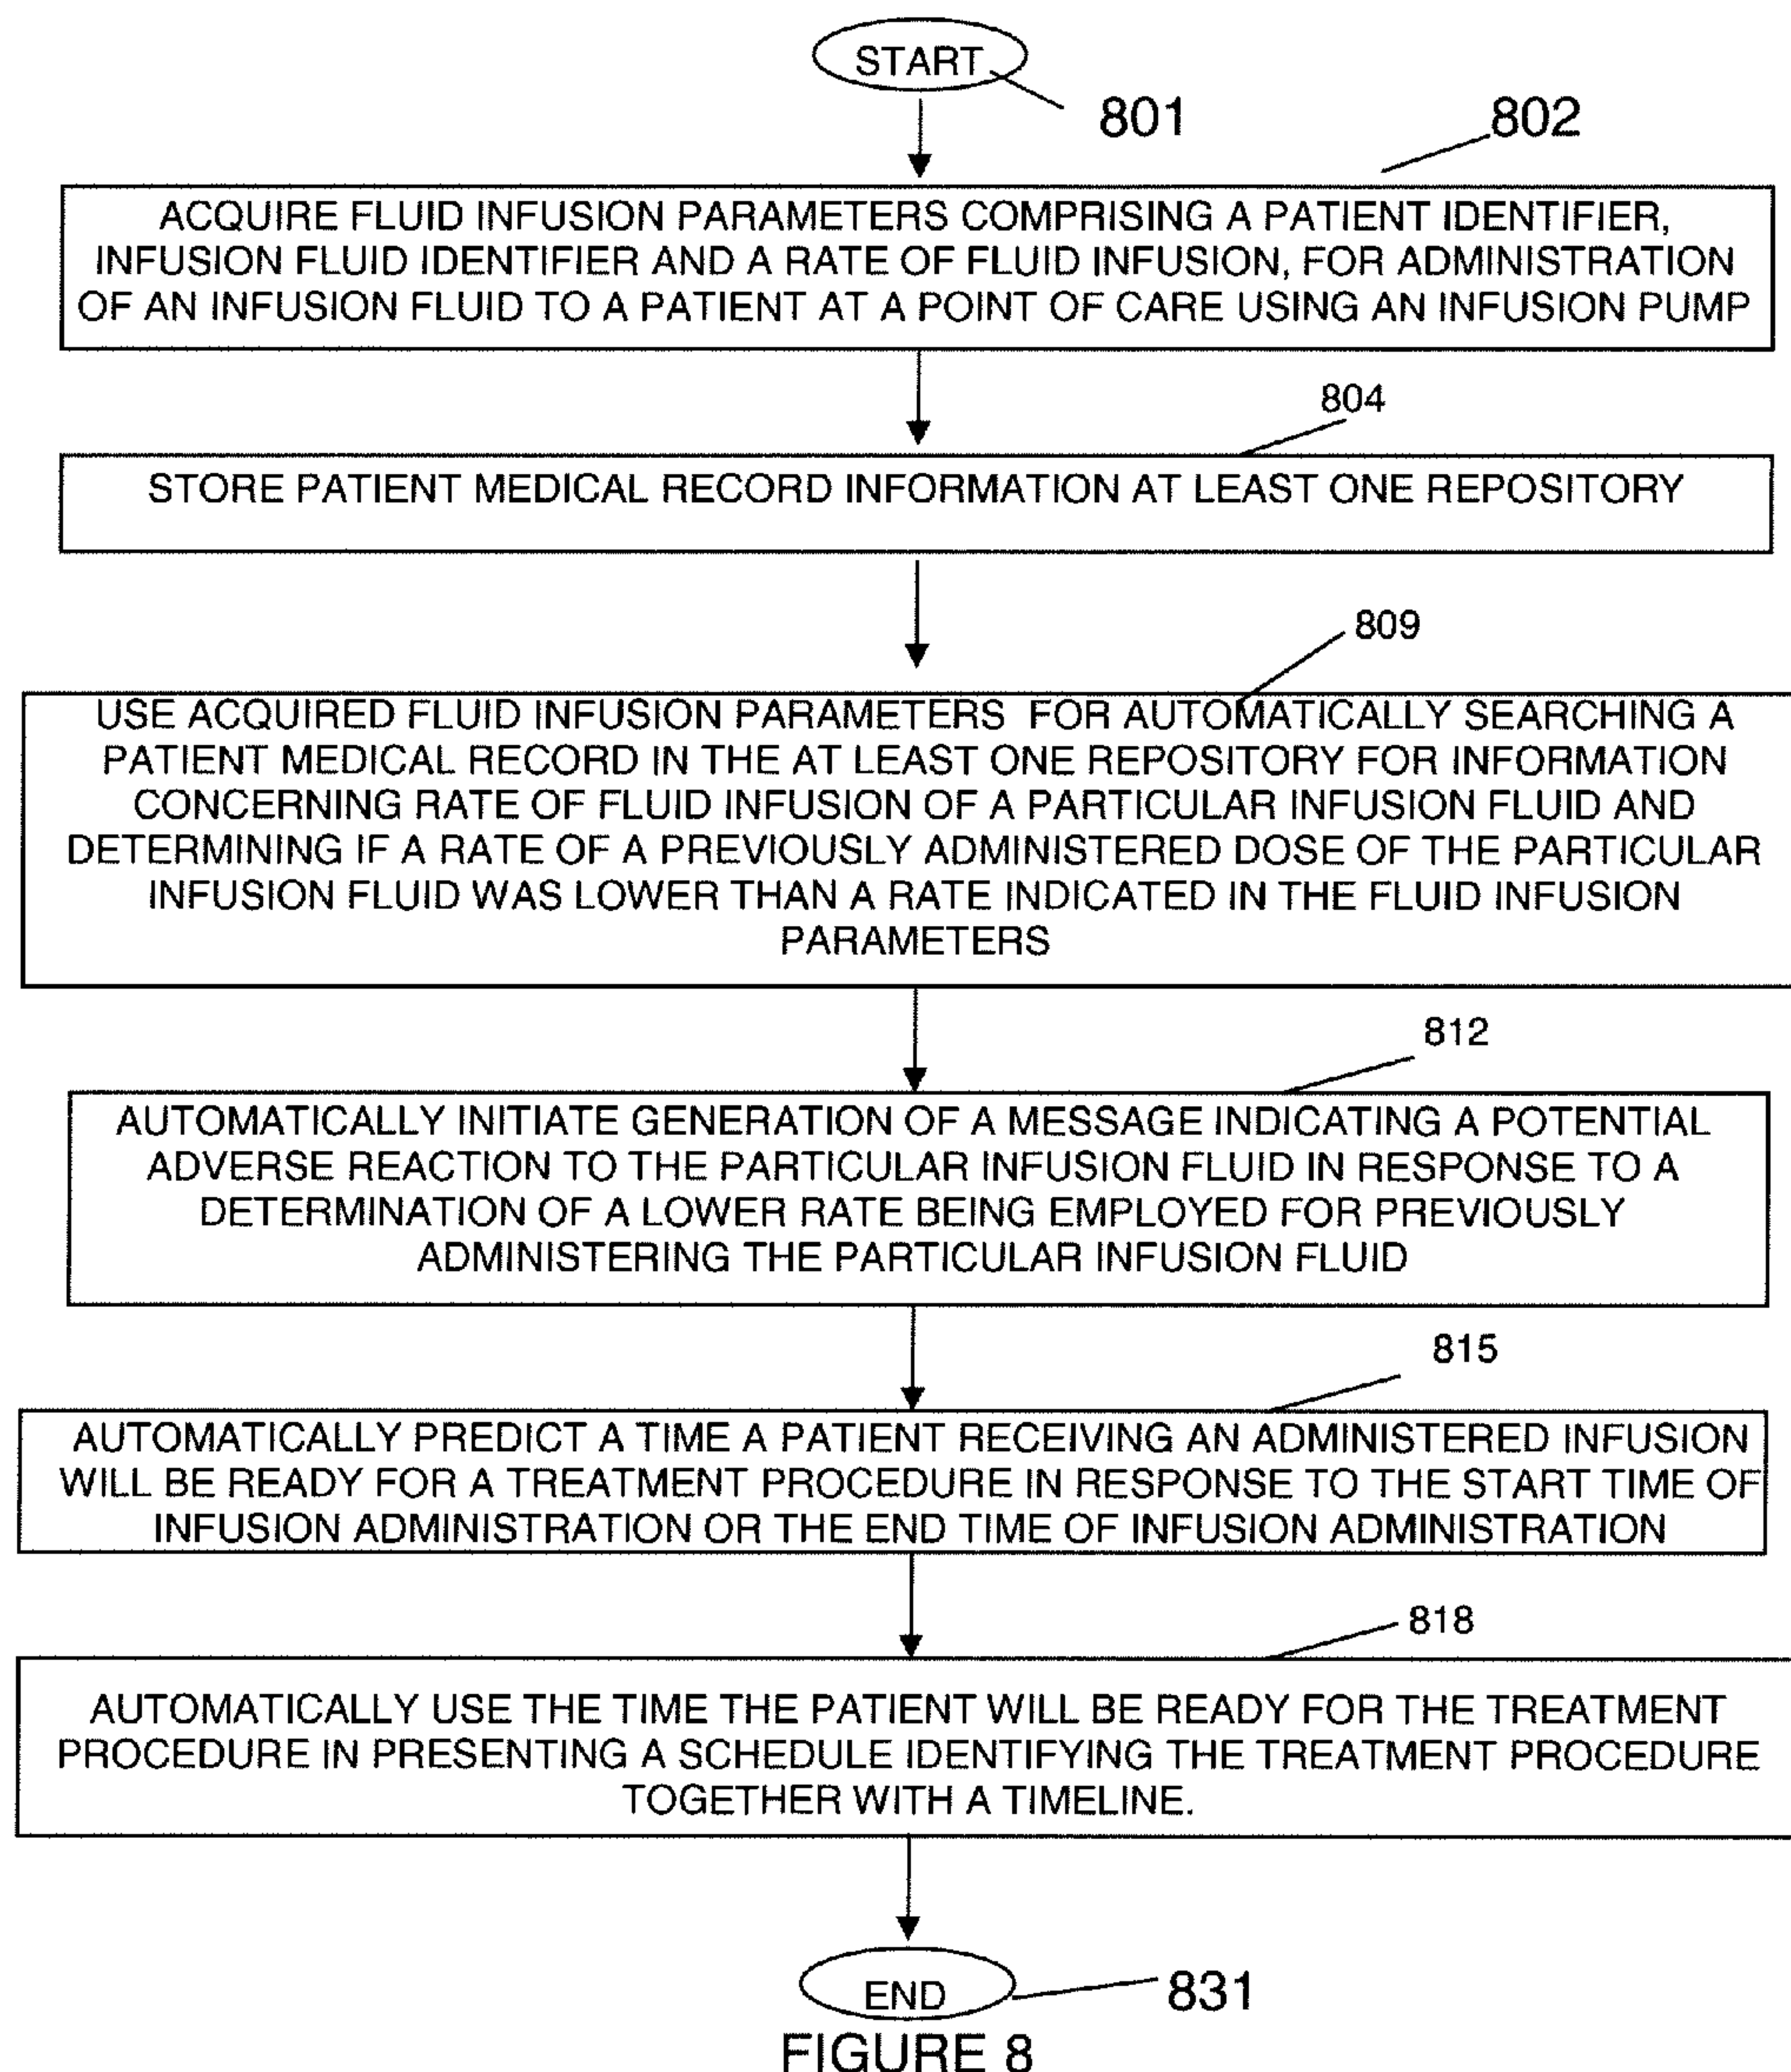 START
801
802
ACQUIRE FLUID INFUSION PARAMETERS COMPRISING A PATIENT IDENTIFIER,
INFUSION FLUID IDENTIFIER AND A RATE OF FLUID INFUSION, FOR ADMINISTRATION
OF AN INFUSION FLUID TO A PATIENT AT A POINT OF CARE USING AN INFUSION PUMP
804
STORE PATIENT MEDICAL RECORD INFORMATION AT LEAST ONE REPOSITORY
809
USE ACQUIRED FLUID INFUSION PARAMETERS FOR AUTOMATICALLY SEARCHING A
PATIENT MEDICAL RECORD IN THE AT LEAST ONE REPOSITORY FOR INFORMATION
CONCERNING RATE OF FLUID INFUSION OF A PARTICULAR INFUSION FLUID AND
DETERMINING IF A RATE OF A PREVIOUSLY ADMINISTERED DOSE OF THE PARTICULAR
INFUSION FLUID WAS LOWER THAN A RATE INDICATED IN THE FLUID INFUSION
PARAMETERS
812
AUTOMATICALLY INITIATE GENERATION OF A MESSAGE INDICATING A POTENTIAL
ADVERSE REACTION TO THE PARTICULAR INFUSION FLUID IN RESPONSE TO A
DETERMINATION OF A LOWER RATE BEING EMPLOYED FOR PREVIOUSLY
ADMINISTERING THE PARTICULAR INFUSION FLUID
815
AUTOMATICALLY PREDICT A TIME A PATIENT RECEIVING AN ADMINISTERED INFUSION
WILL BE READY FOR A TREATMENT PROCEDURE IN RESPONSE TO THE START TIME OF
INFUSION ADMINISTRATION OR THE END TIME OF INFUSION ADMINISTRATION
818
AUTOMATICALLY USE THE TIME THE PATIENT WILL BE READY FOR THE TREATMENT
PROCEDURE IN PRESENTING A SCHEDULE IDENTIFYING THE TREATMENT PROCEDURE
TOGETHER WITH A TIMELINE.
END
831
FIGURE 8